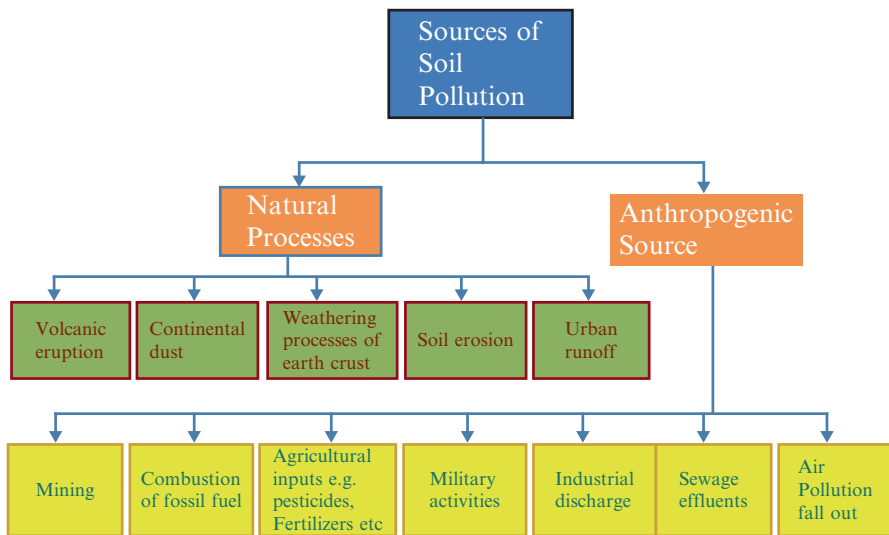 Sources of
Soil
Pollution
Natural
Processes
Anthropogenic
Source
Volcanic
eruption
Continental
dust
Weathering
processes of
earth crust
Soil erosion
Urban
runoff
Mining
Combustion
of fossil fuel
Agricultural
inputs e.g.
pesticides,
Fertilizers etc
Military
activities
Industrial
discharge
Sewage
effluents
Air
Pollution
fall out